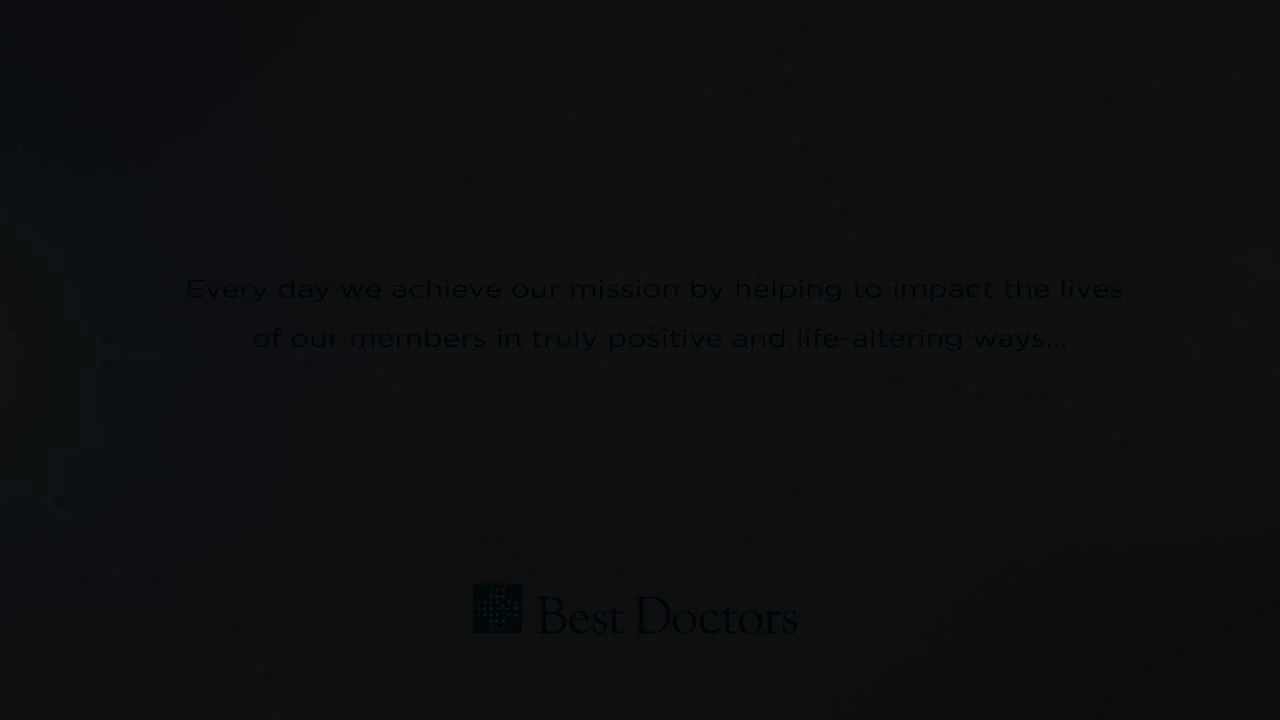 Every day we achieve our mission by helping to impact the lives
of our members in truly positive and life-altering ways...
Best Doctors